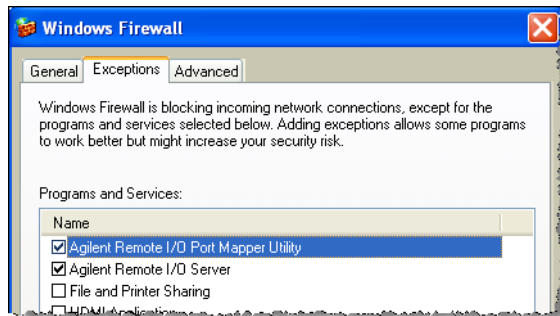 Windows Firewall
General Exceptions Advanced
Windows Firewall is blocking incoming network connections, except for the
programs and services selected below. Adding exceptions allows some programs
to work better but might increase your security risk.
Programs and Services:
Name
Agilent Remote I/O Port Mapper Utility
Agilent Remote I/O Server
File and Printer Sharing
HDMI Application